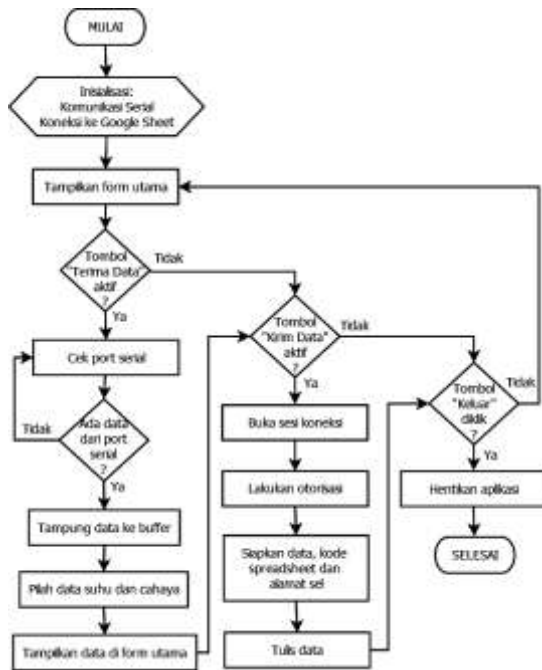 MULAI
Inisialisasi:
Komunikasi Serial
Koneksi ke Google Sheet
Tampilkan form utama
Tombol
"Terima Data"
aktif
?
Tidak
Ya
Cek port serial
Ada data
dari port
serial
?
Tidak
Ya
Tampung data ke buffer
Pilah data suhu dan cahaya
Tampilkan data di form utama
Tombol
"Kirim Data"
aktif
?
Tidak
Ya
Buka sesi koneksi
Lakukan otorisasi
Siapkan data, kode
spreadsheet dan
alamat sel
Tulis data
Tombol
"Keluar"
diklik
?
Tidak
Ya
Hentikan aplikasi
SELESAI